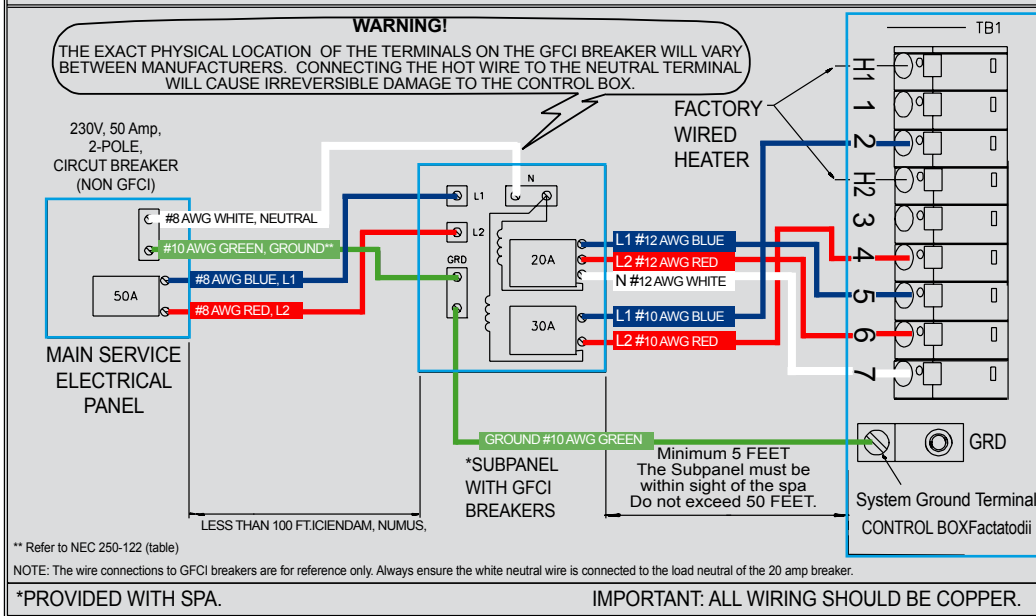 WARNING!
THE EXACT PHYSICAL LOCATION OF THE TERMINALS ON THE GFCI BREAKER WILL VARY
BETWEEN MANUFACTURERS. CONNECTING THE HOT WIRE TO THE NEUTRAL TERMINAL
WILL CAUSE IRREVERSIBLE DAMAGE TO THE CONTROL BOX.
230V, 50 Amp,
2-POLE,
CIRCUT BREAKER
(NON GFCI)
#8 AWG WHITE, NEUTRAL
#10 AWG GREEN, GROUND**
50A
#8 AWG BLUE, L1
#8 AWG RED, L2
MAIN SERVICE
ELECTRICAL
PANEL
N
L1
L2
GRD
20A
30A
L1 #12 AWG BLUE
L2 #12 AWG RED
N #12 AWG WHITE
L1 #10 AWG BLUE
L2 #10 AWG RED
GROUND #10 AWG GREEN
*SUBPANEL
WITH GFCI
BREAKERS
FACTORY
WIRED
HEATER
TB1
H1
1
2
H2
3
4
5
6
7
GRD
System Ground Terminal
CONTROL BOXFactatodii
Minimum 5 FEET
The Subpanel must be
within sight of the spa
Do not exceed 50 FEET.
LESS THAN 100 FT.ICIENDAM, NUMUS,
** Refer to NEC 250-122 (table)
NOTE: The wire connections to GFCI breakers are for reference only. Always ensure the white neutral wire is connected to the load neutral of the 20 amp breaker.
*PROVIDED WITH SPA.
IMPORTANT: ALL WIRING SHOULD BE COPPER.